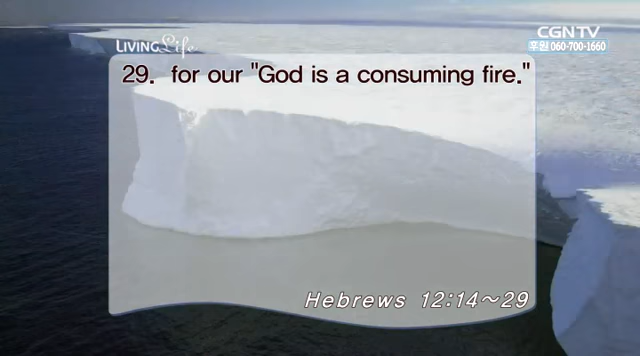 LIVING Life
CGNTV
후원 060-700-1660
29. for our "God is a consuming fire."
Hebrews 12:14~29